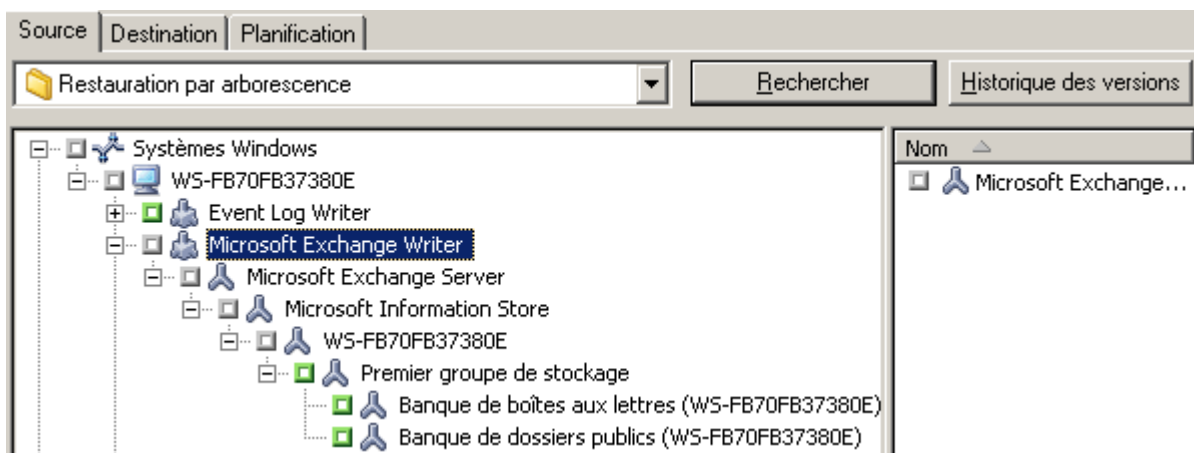 Source Destination Planification
Restauration par arborescence Rechercher Historique des versions
Systèmes Windows
Nom
WS-FB70FB37380E
Microsoft Exchange...
Event Log Writer
Microsoft Exchange Writer
Microsoft Exchange Server
Microsoft Information Store
WS-FB70FB37380E
Premier groupe de stockage
Banque de boîtes aux lettres (WS-FB70FB37380E)
Banque de dossiers publics (WS-FB70FB37380E)